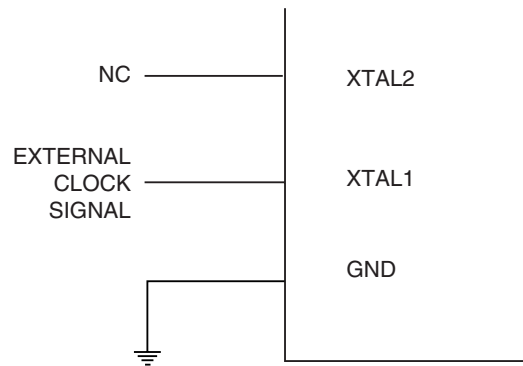 NC
XTAL2
EXTERNAL
CLOCK
SIGNAL
XTAL1
GND